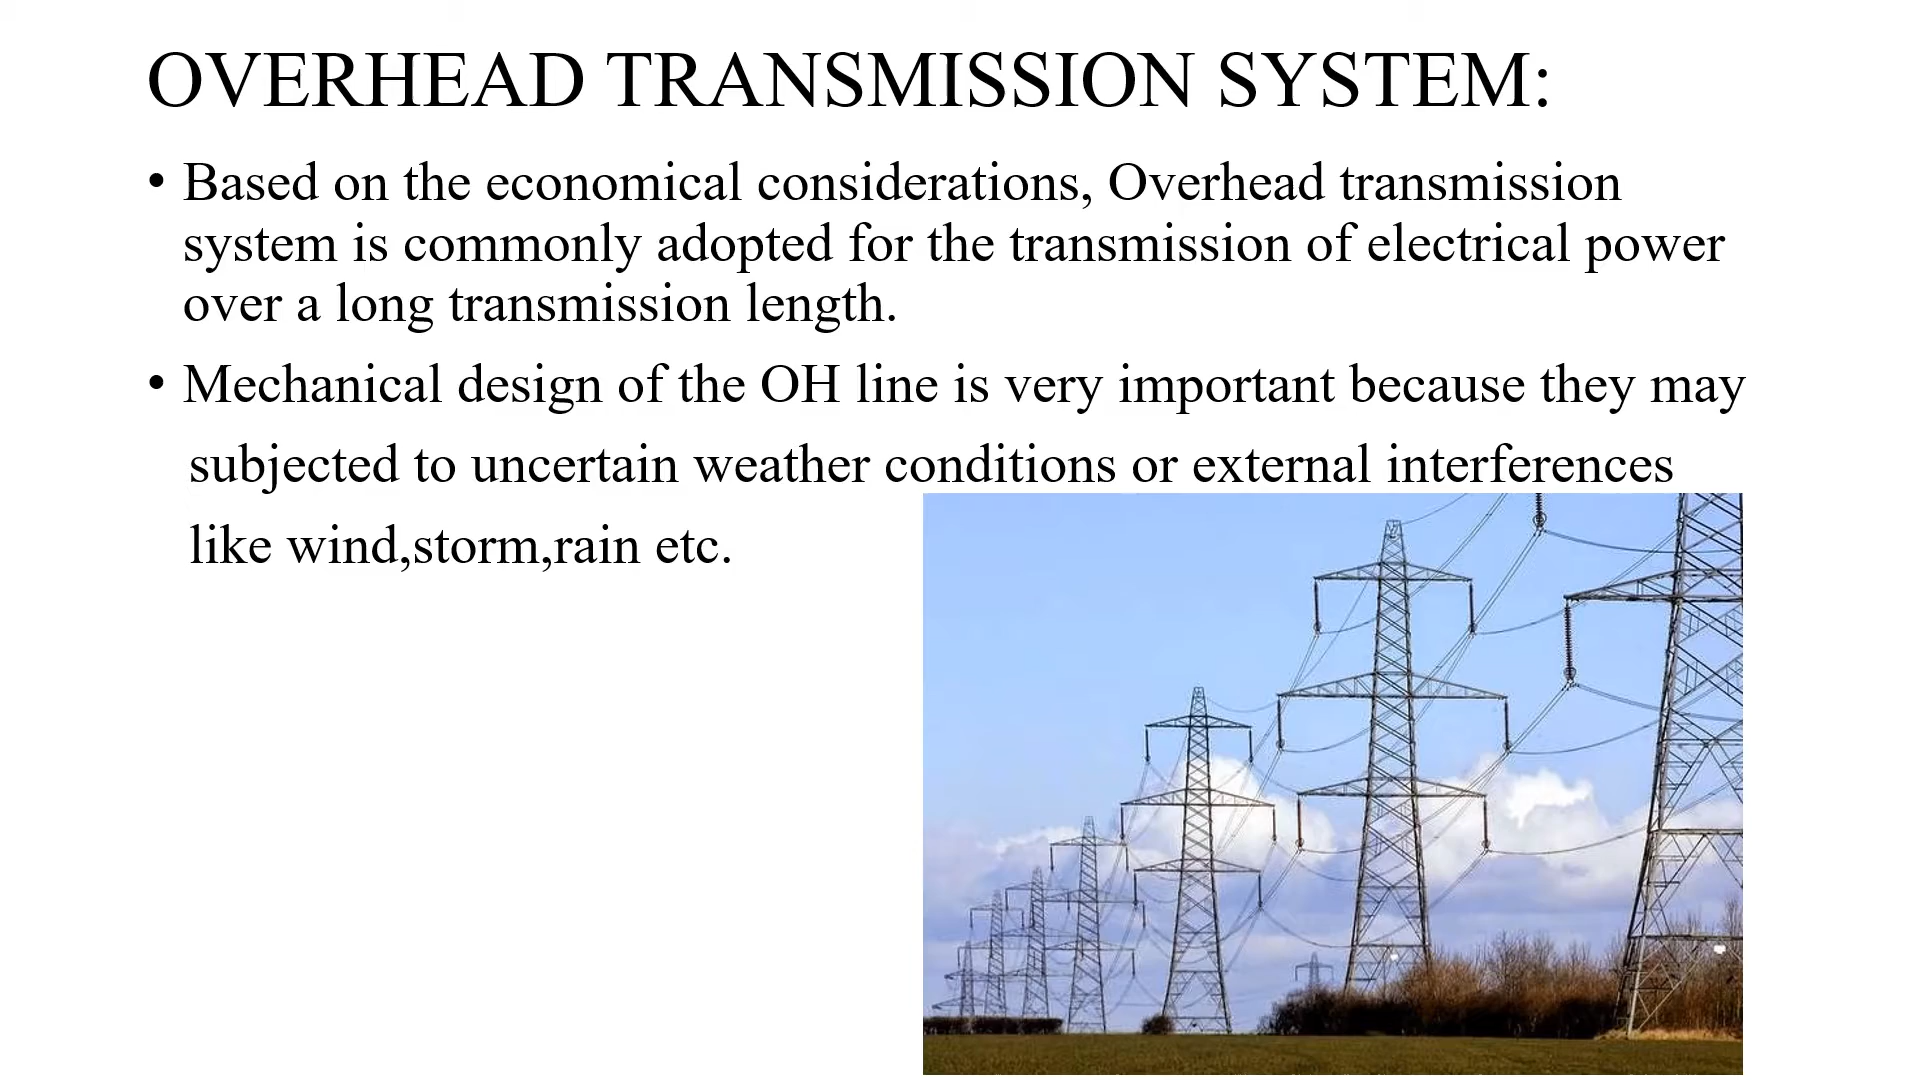 OVERHEAD TRANSMISSION SYSTEM:
• Based on the economical considerations, Overhead transmission
system is commonly adopted for the transmission of electrical power
over a long transmission length.
• Mechanical design of the OH line is very important because they may
subjected to uncertain weather conditions or external interferences
like wind,storm,rain etc.